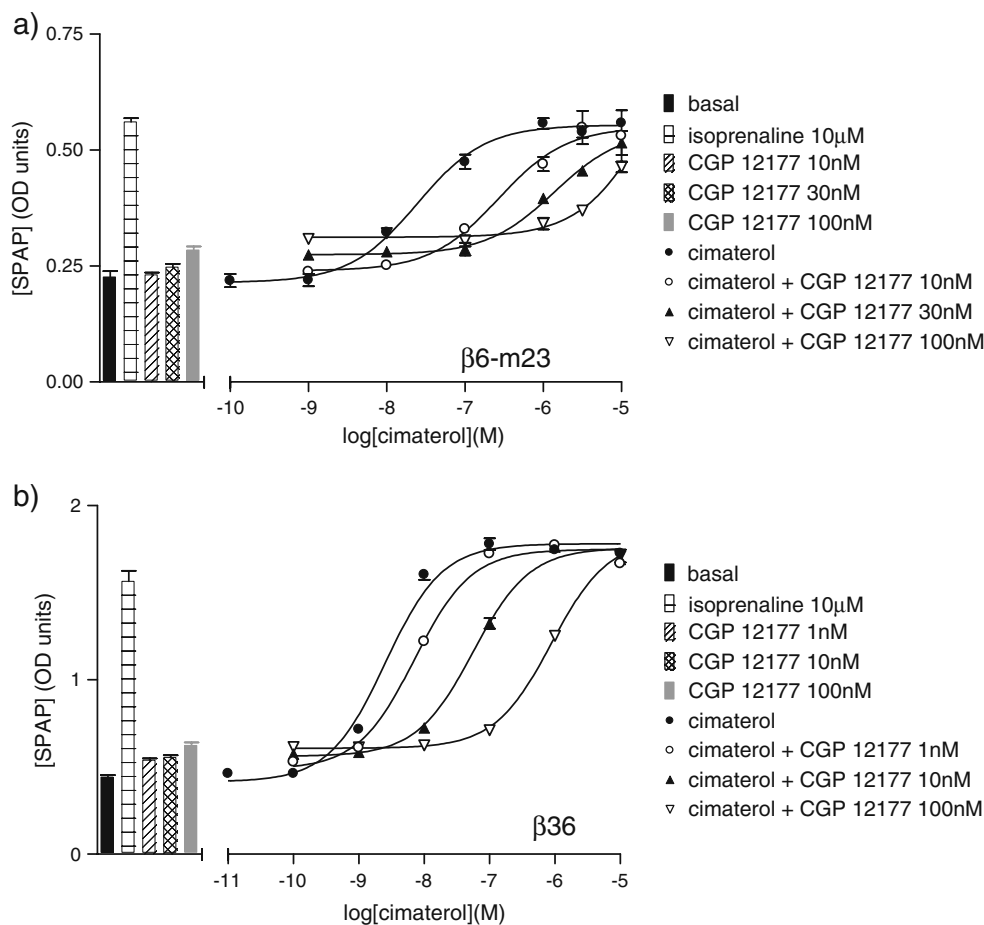 a)
0.75
0.50
0.25
0.00
[SPAP] (OD units)
-10 -9 -8 -7 -6 -5
log[cimaterol](M)
β6-m23
basal
isoprenaline 10μM
CGP 12177 10nM
CGP 12177 30nM
CGP 12177 100nM
cimaterol
cimaterol + CGP 12177 10nM
cimaterol + CGP 12177 30nM
cimaterol + CGP 12177 100nM
b)
2
1
0
[SPAP] (OD units)
-11 -10 -9 -8 -7 -6 -5
log[cimaterol](M)
β36
basal
isoprenaline 10μM
CGP 12177 1nM
CGP 12177 10nM
CGP 12177 100nM
cimaterol
cimaterol + CGP 12177 1nM
cimaterol + CGP 12177 10nM
cimaterol + CGP 12177 100nM